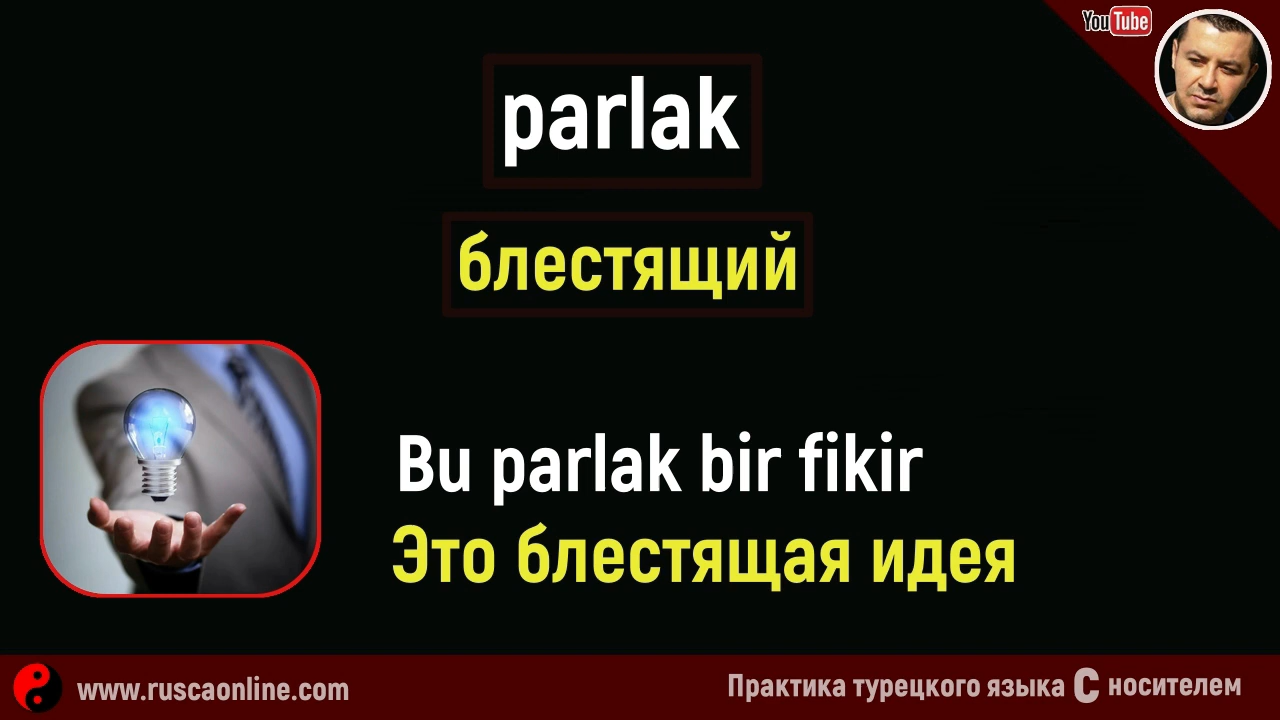 YouTube
parlak
блестящий
Bu parlak bir fikir
Это блестящая идея
www.ruscaonline.com
Практика турецкого языка С носителем